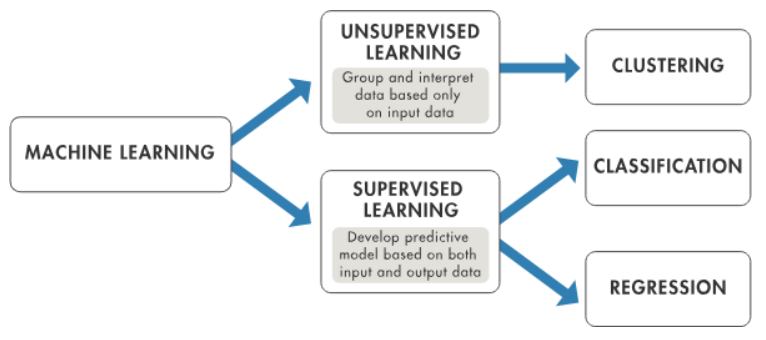 MACHINE LEARNING
UNSUPERVISED
LEARNING
Group and interpret
data based only
on input data
CLUSTERING
SUPERVISED
LEARNING
Develop predictive
model based on both
input and output data
CLASSIFICATION
REGRESSION